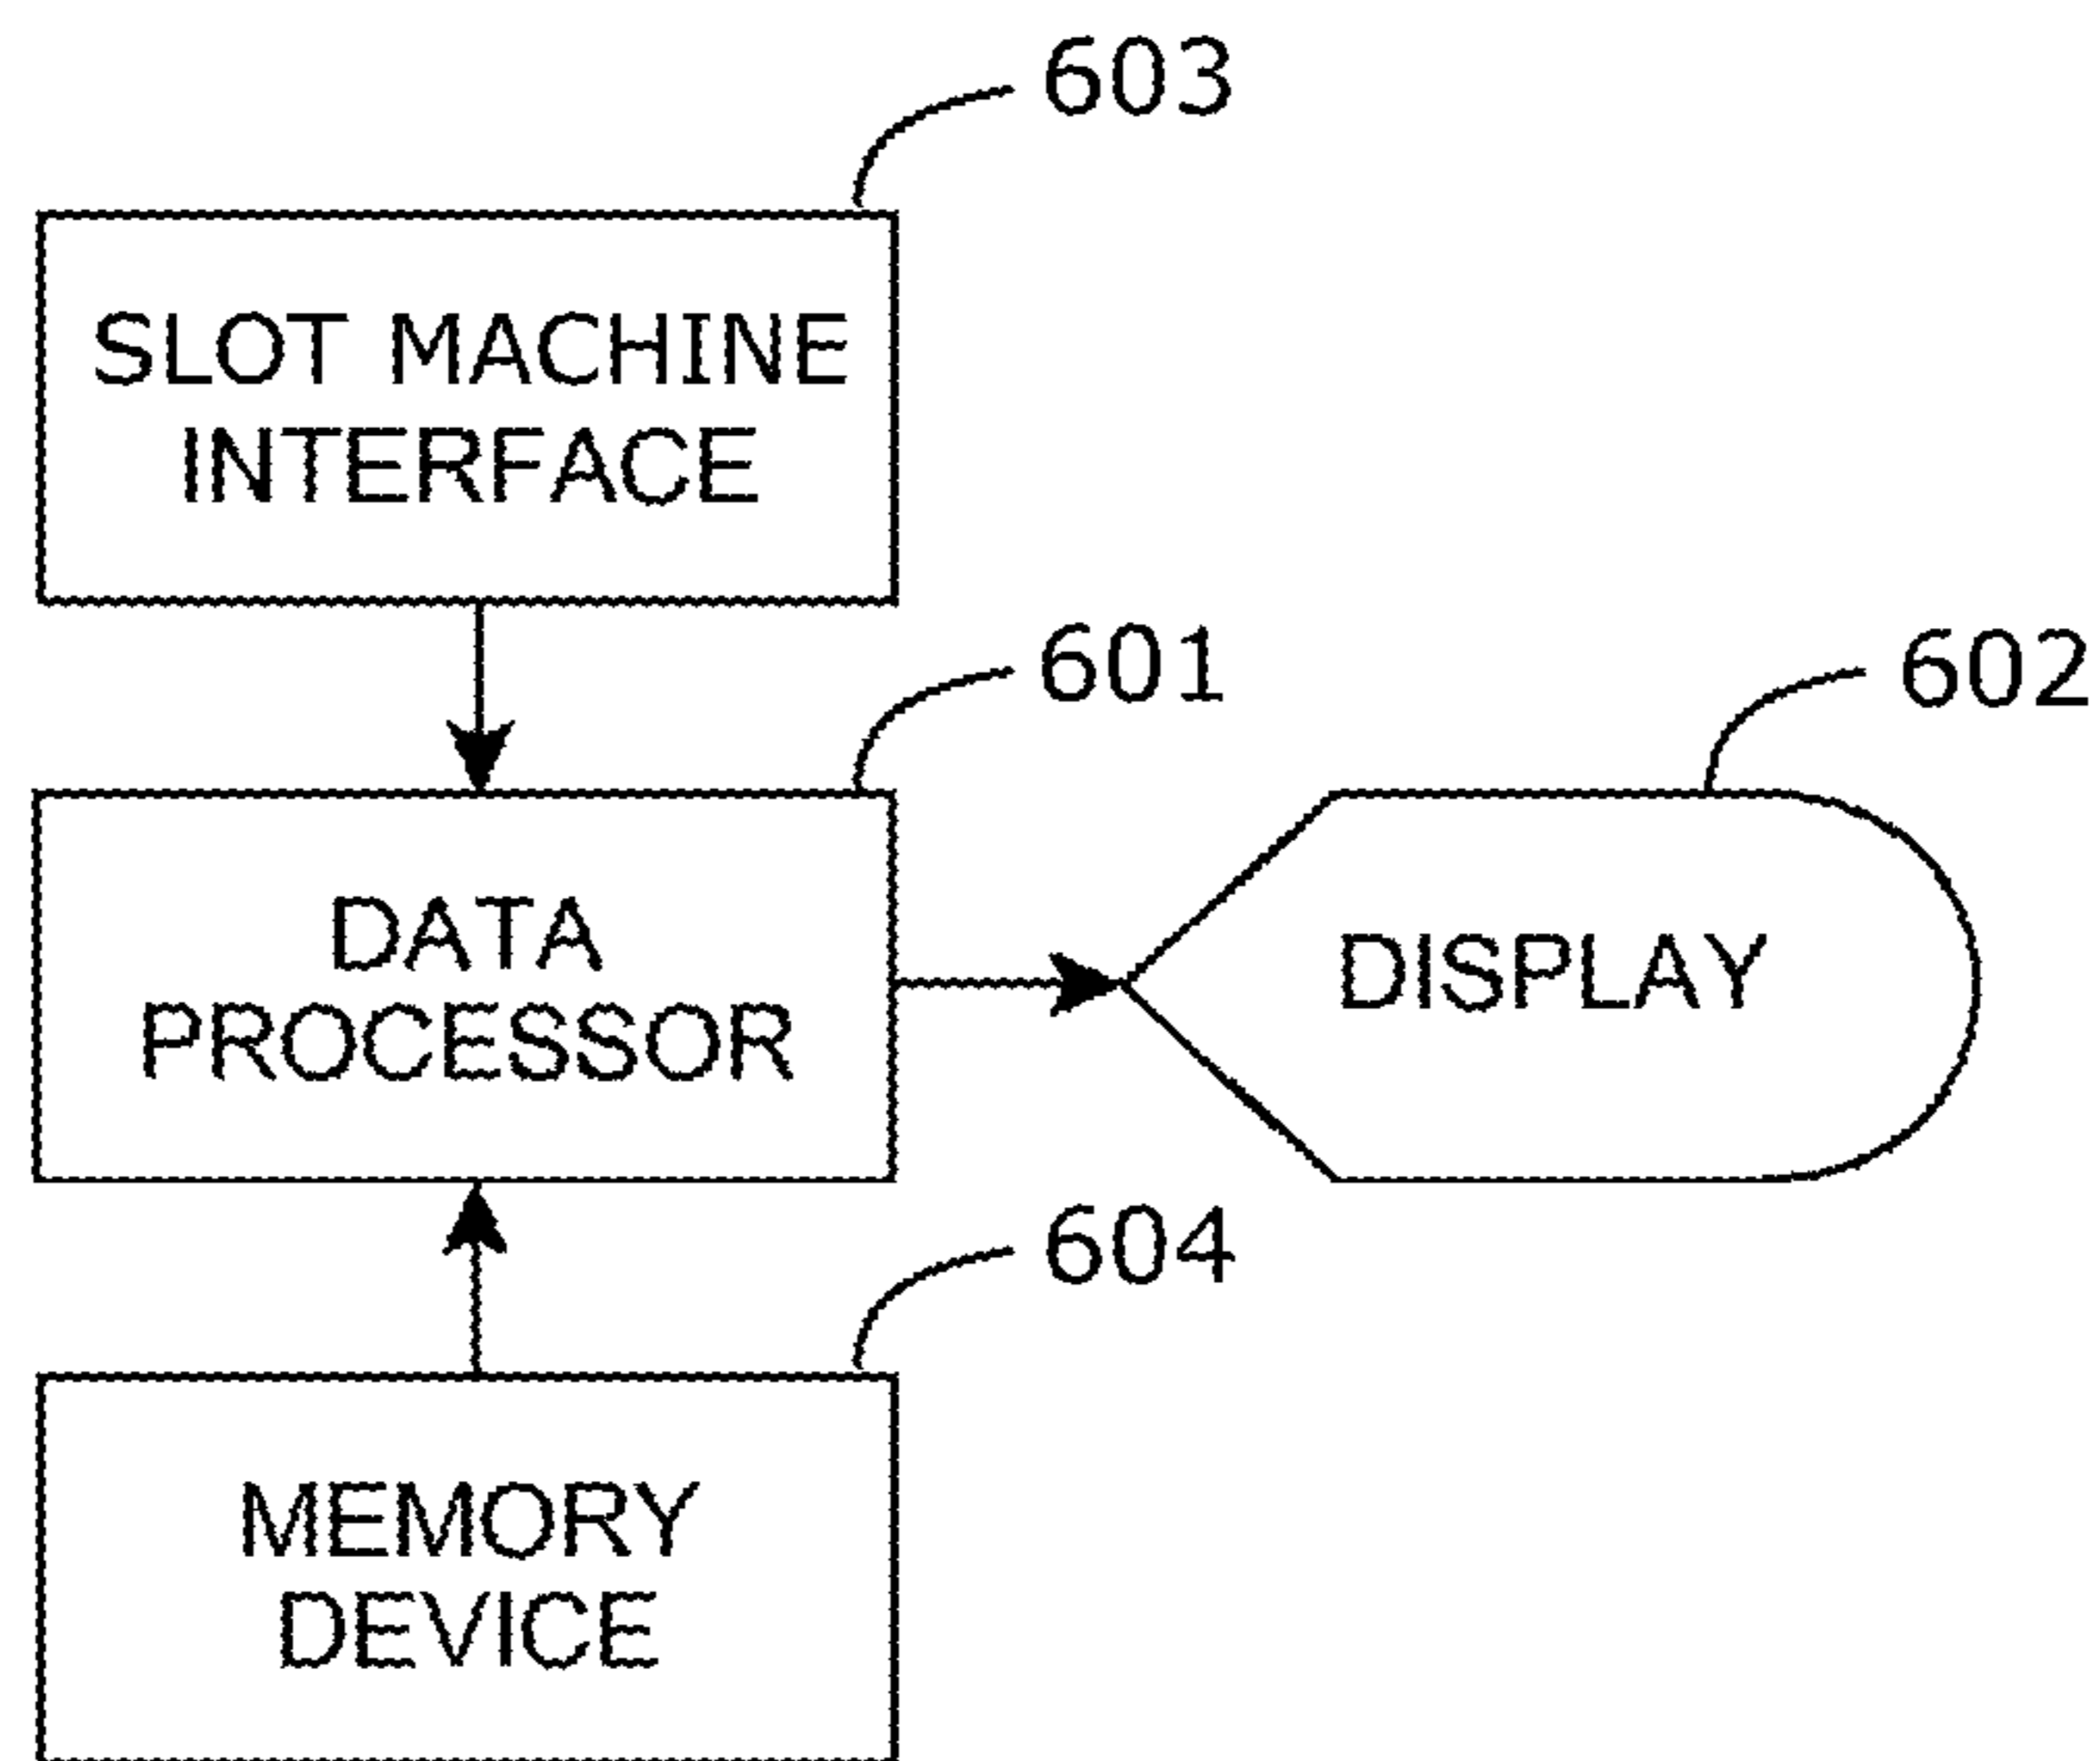 603
SLOT MACHINE
INTERFACE
601
602
DATA
PROCESSOR
DISPLAY
604
MEMORY
DEVICE